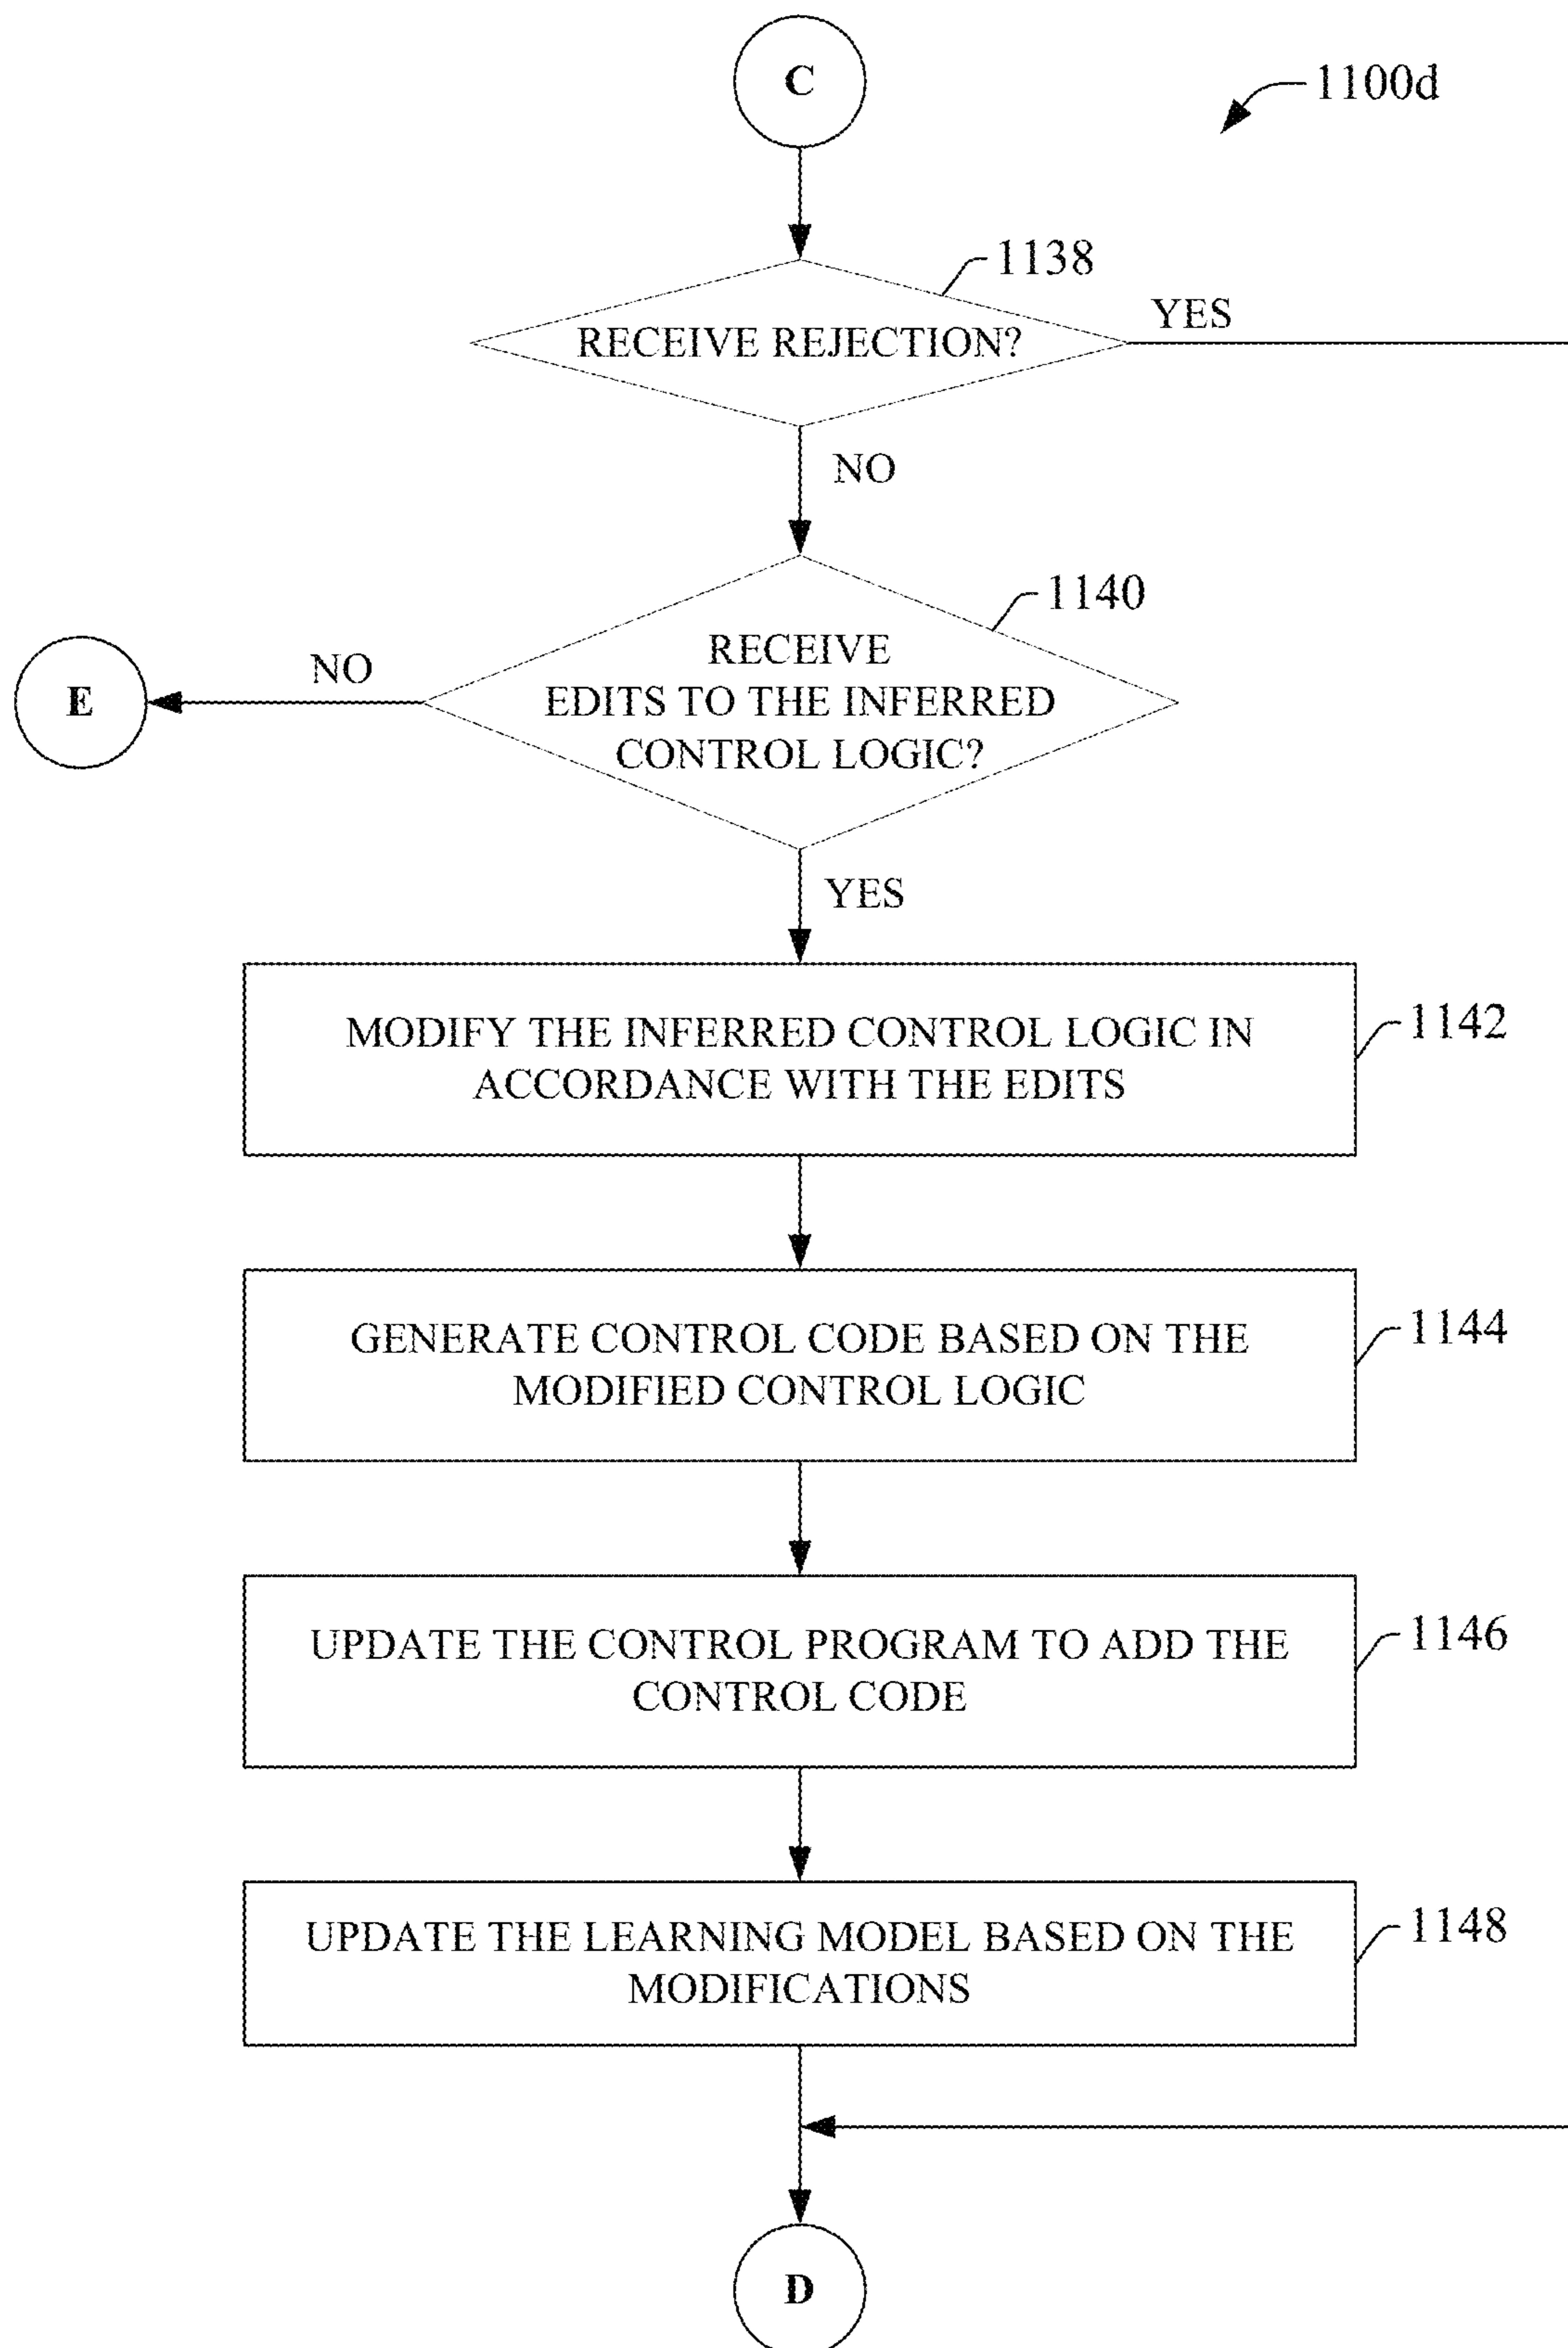 C
1100d
1138
RECEIVE REJECTION?
YES
NO
1140
RECEIVE
EDITS TO THE INFERRED
CONTROL LOGIC?
NO
E
YES
MODIFY THE INFERRED CONTROL LOGIC IN
ACCORDANCE WITH THE EDITS
1142
GENERATE CONTROL CODE BASED ON THE
MODIFIED CONTROL LOGIC
1144
UPDATE THE CONTROL PROGRAM TO ADD THE
CONTROL CODE
1146
UPDATE THE LEARNING MODEL BASED ON THE
MODIFICATIONS
1148
D